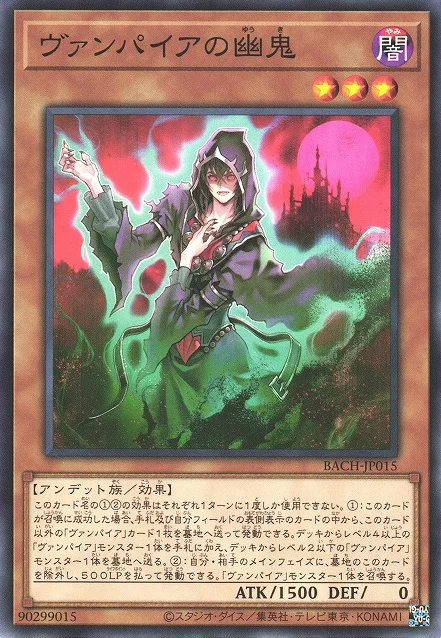 ヴァンパイアの幽鬼
闇
BACH-JP015
【アンデット族／効果】
このカード名の①②の効果はそれぞれ1ターンに1度しか使用できない。①：このカード
が召喚に成功した場合、手札及び自分フィールドの表側表示のカードの中から、このカード
以外の「ヴァンパイア」カード1枚を墓地へ送って発動できる。デッキからレベル4以上の
「ヴァンパイア」モンスター1体を手札に加え、デッキからレベル2以下の「ヴァンパイア」
モンスター1体を墓地へ送る。②：自分・相手のメインフェイズに、墓地のこのカード
を除外し、500LPを払って発動できる。「ヴァンパイア」モンスター1体を召喚する。
ATK/1500 DEF/ 0
90299015
©スタジオ・ダイス／集英社・テレビ東京・KONAMI